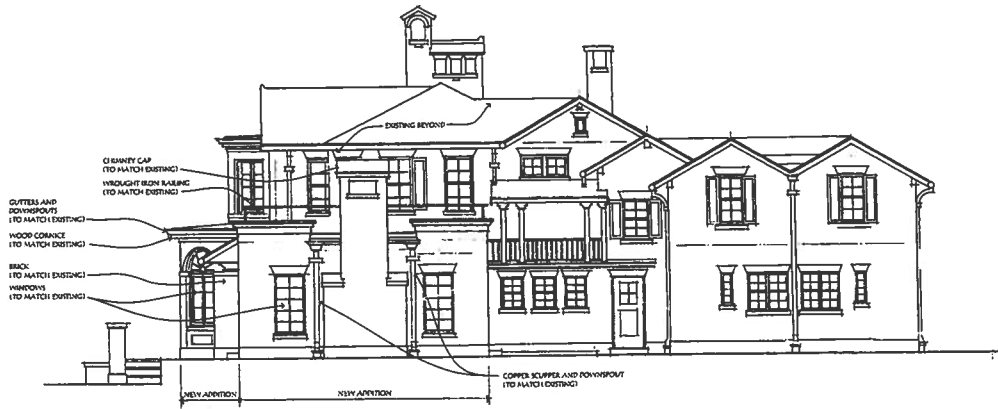 EXISTING BEYOND
CHIMNEY CAP
(TO MATCH EXISTING)
WROUGHT IRON RAILING
(TO MATCH EXISTING)
GUTTERS AND
DOWNSPOUTS
(TO MATCH EXISTING)
WOOD CORNICE
(TO MATCH EXISTING)
BRICK
(TO MATCH EXISTING)
WINDOWS
(TO MATCH EXISTING)
COPPER SCUPPER AND DOWNSPOUT
(TO MATCH EXISTING)
NEW ADDITION
NEW ADDITION